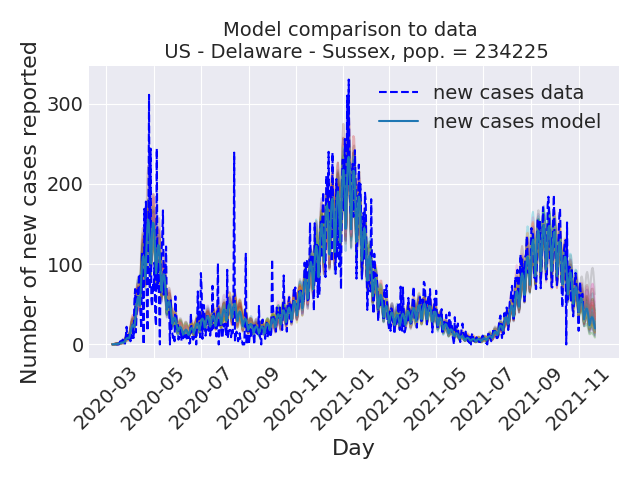 Model comparison to data
US - Delaware - Sussex, pop. = 234225
Number of new cases reported
300
200
100
0
new cases data
new cases model
2020-03
2020-05
2020-07
2020-09
2020-11
2021-01
2021-03
2021-05
2021-07
2021-09
2021-11
Day